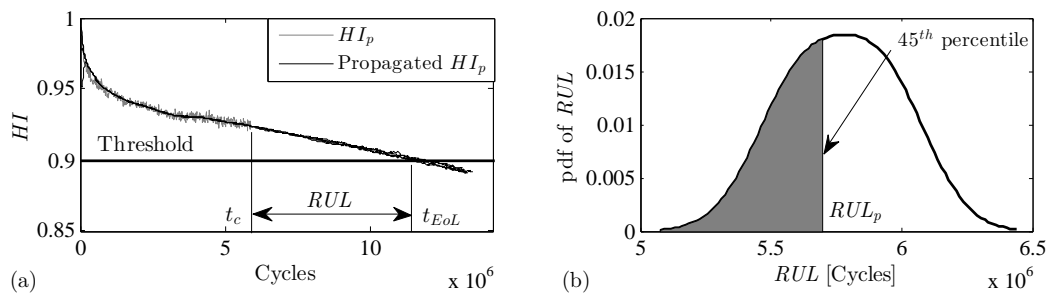 1
0.95
0.9
0.85
HI
HI_p
Propagated HI_p
Threshold
RUL
t_c
t_EoL
0
5
10
Cycles
x 10^6
(a)
0.02
0.015
0.01
0.005
0
pdf of RUL
45^th percentile
RUL_p
5
5.5
6
6.5
RUL [Cycles]
x 10^6
(b)